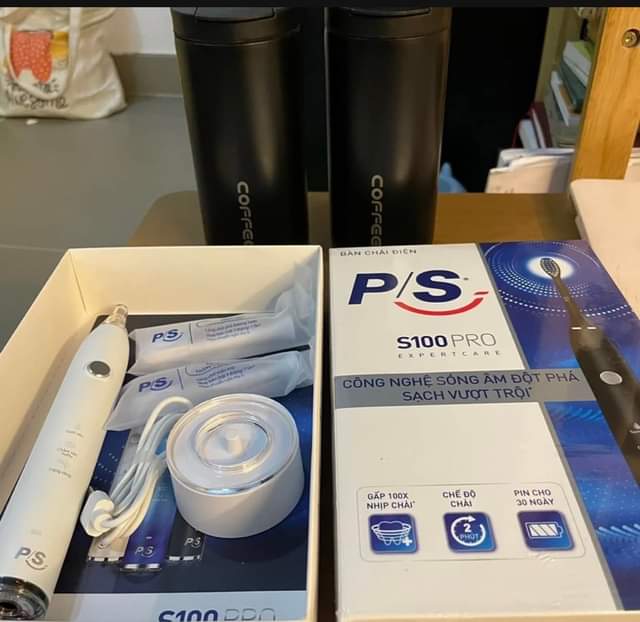 COFFEE
COFFEE
BÀN CHẢI ĐIỆN
P/S
S100 PRO
EXPERTCARE
CÔNG NGHỆ SÓNG ÂM ĐỘT PHÁ
SẠCH VƯỢT TRỘI*
GẤP 100X
NHỊP CHẢI*
CHẾ ĐỘ
CHẢI
PIN CHO
30 NGÀY
2
PHÚT
P/S
P/S
P/S
P/S
S100 PRO